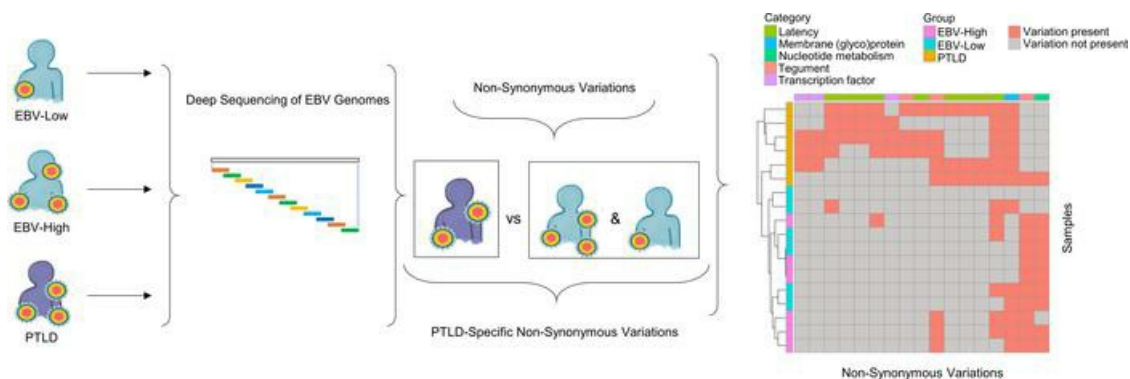 EBV-Low
EBV-High
PTLD
Deep Sequencing of EBV Genomes
Non-Synonymous Variations
vs
&
PTLD-Specific Non-Synonymous Variations
Category
Latency
Membrane (glyco)protein
Nucleotide metabolism
Tegument
Transcription factor
Group
EBV-High
EBV-Low
PTLD
Variation present
Variation not present
Samples
Non-Synonymous Variations